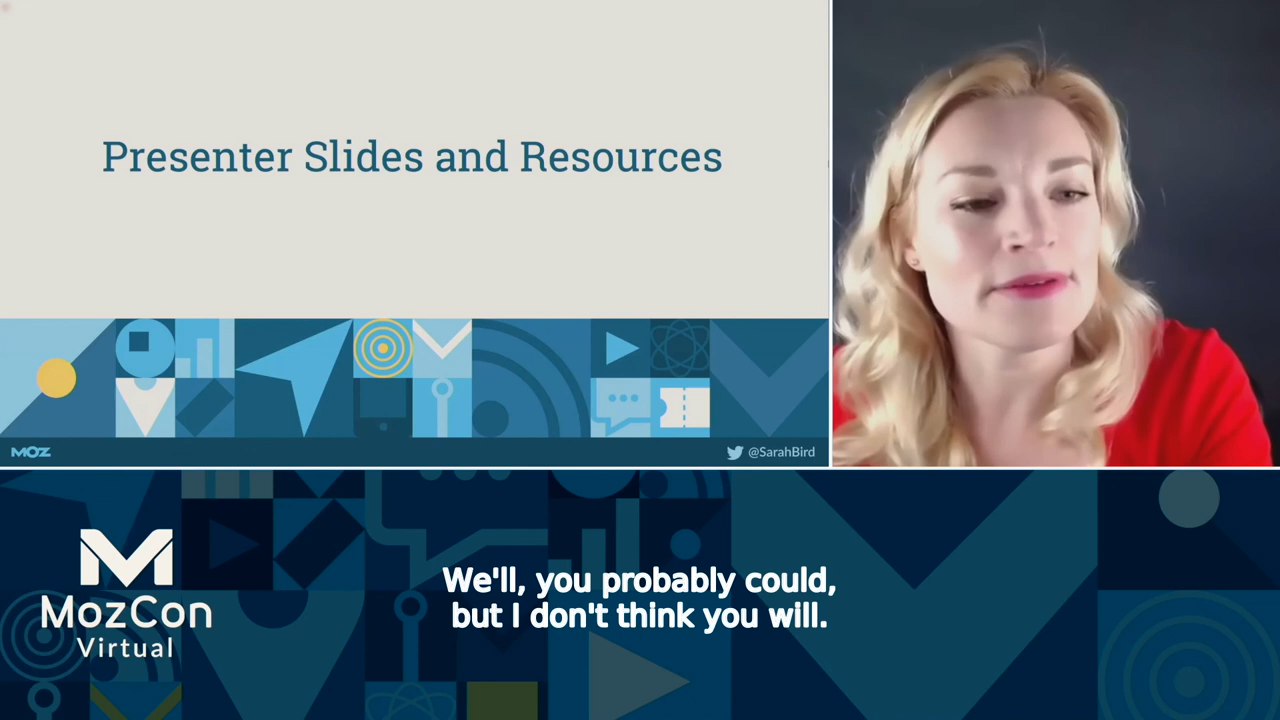 Presenter Slides and Resources
MOZ
@SarahBird
MozCon
Virtual
We'll, you probably could,
but I don't think you will.